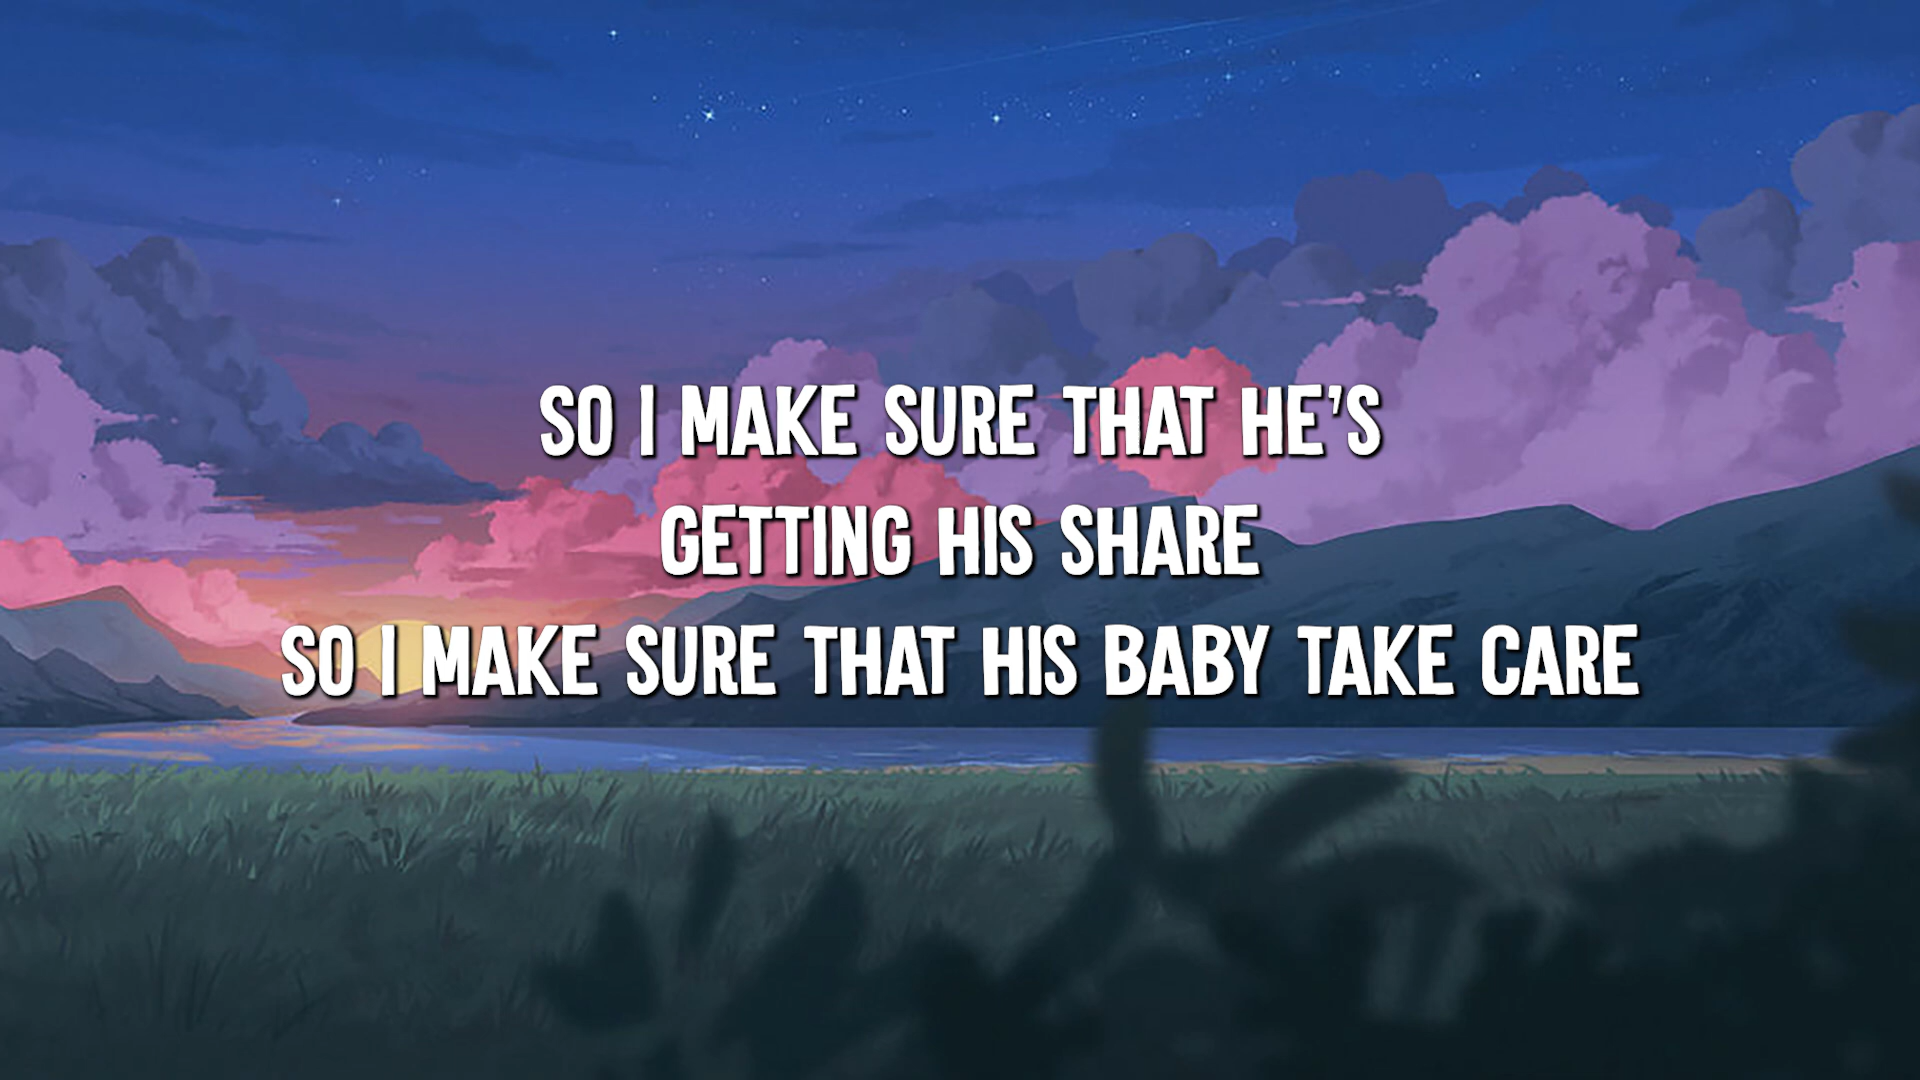 SO I MAKE SURE THAT HE'S
GETTING HIS SHARE
SO I MAKE SURE THAT HIS BABY TAKE CARE